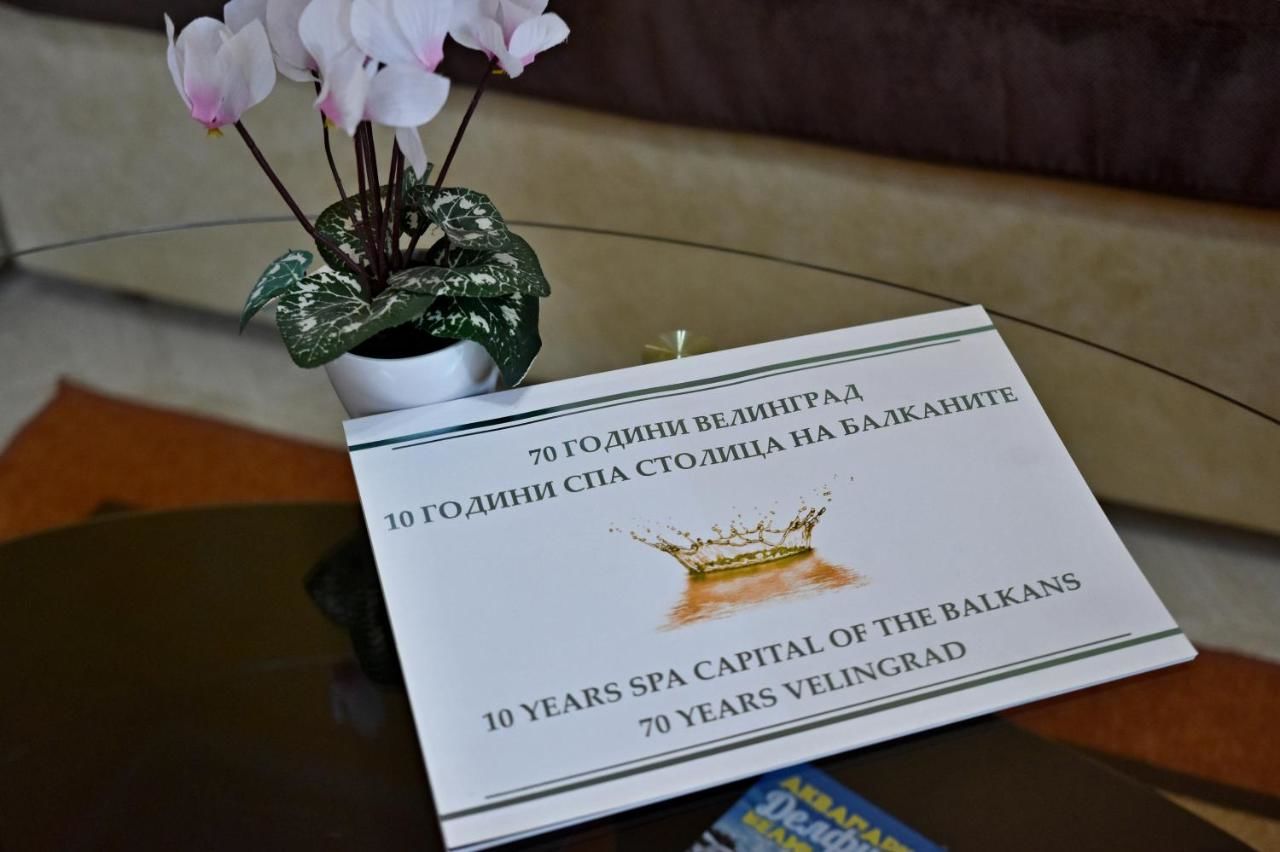 70 ГОДИНИ ВЕЛИНГРАД
10 ГОДИНИ СПА СТОЛИЦА НА БАЛКАНИТЕ
10 YEARS SPA CAPITAL OF THE BALKANS
70 YEARS VELINGRAD